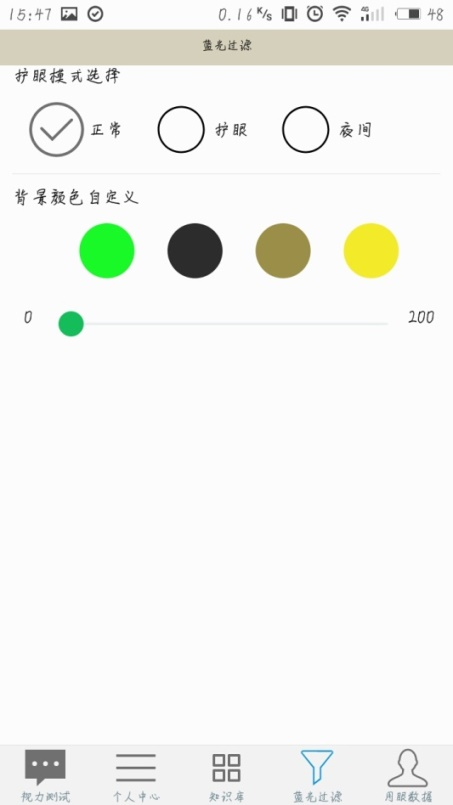 15:47 0.16 K/s 4G 48
蓝光过滤
护眼模式选择
正常 护眼 夜间
背景颜色自定义
0 200
视力测试 个人中心 知识库 蓝光过滤 用眼数据